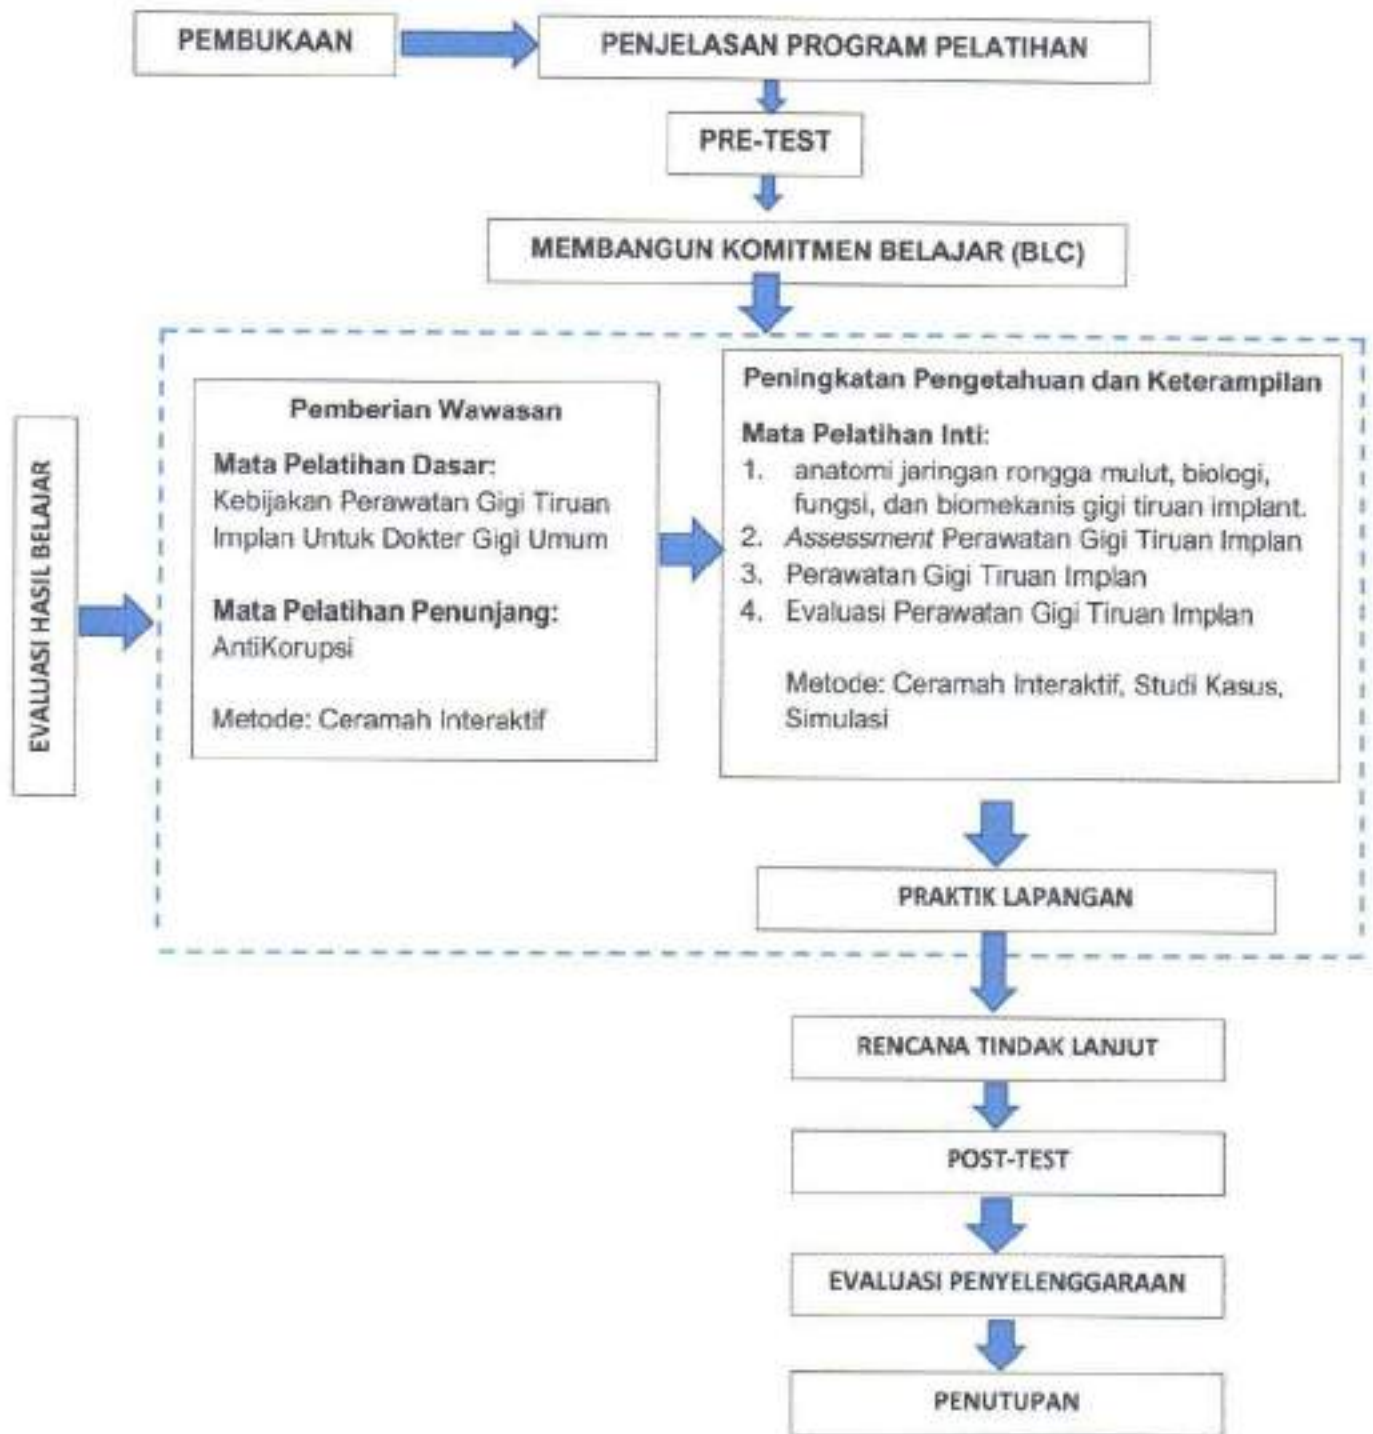 PEMBUKAAN
PENJELASAN PROGRAM PELATIHAN
PRE-TEST
MEMBANGUN KOMITMEN BELAJAR (BLC)
EVALUASI HASIL BELAJAR
Pemberian Wawasan
Mata Pelatihan Dasar:
Kebijakan Perawatan Gigi Tiruan
Implan Untuk Dokter Gigi Umum
Mata Pelatihan Penunjang:
AntiKorupsi
Metode: Ceramah Interaktif
Peningkatan Pengetahuan dan Keterampilan
Mata Pelatihan Inti:
1. anatomi jaringan rongga mulut, biologi,
fungsi, dan biomekanis gigi tiruan implant.
2. Assessment Perawatan Gigi Tiruan Implan
3. Perawatan Gigi Tiruan Implan
4. Evaluasi Perawatan Gigi Tiruan Implan
Metode: Ceramah Interaktif, Studi Kasus,
Simulasi
PRAKTIK LAPANGAN
RENCANA TINDAK LANJUT
POST-TEST
EVALUASI PENYELENGGARAAN
PENUTUPAN